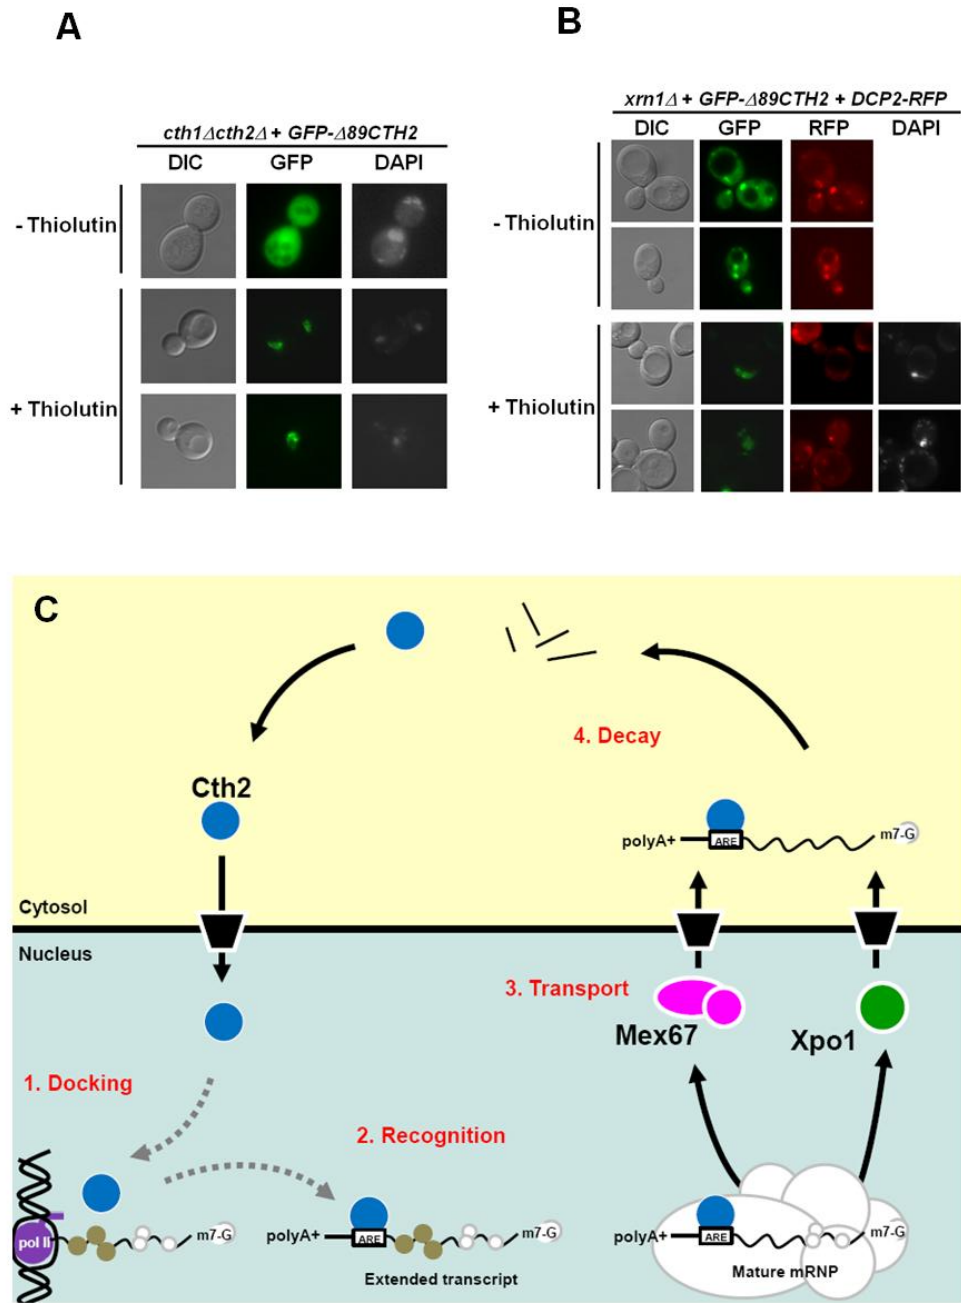 A
cth1Δcth2Δ + GFP-Δ89CTH2
DIC GFP DAPI
- Thiolutin
+ Thiolutin
B
xrn1Δ + GFP-Δ89CTH2 + DCP2-RFP
DIC GFP RFP DAPI
- Thiolutin
+ Thiolutin
C
4. Decay
Cth2
polyA+ ARE m7-G
Cytosol
Nucleus
3. Transport
Mex67 Xpo1
1. Docking
2. Recognition
pol II m7-G
polyA+ ARE m7-G
Extended transcript
polyA+ ARE m7-G
Mature mRNP